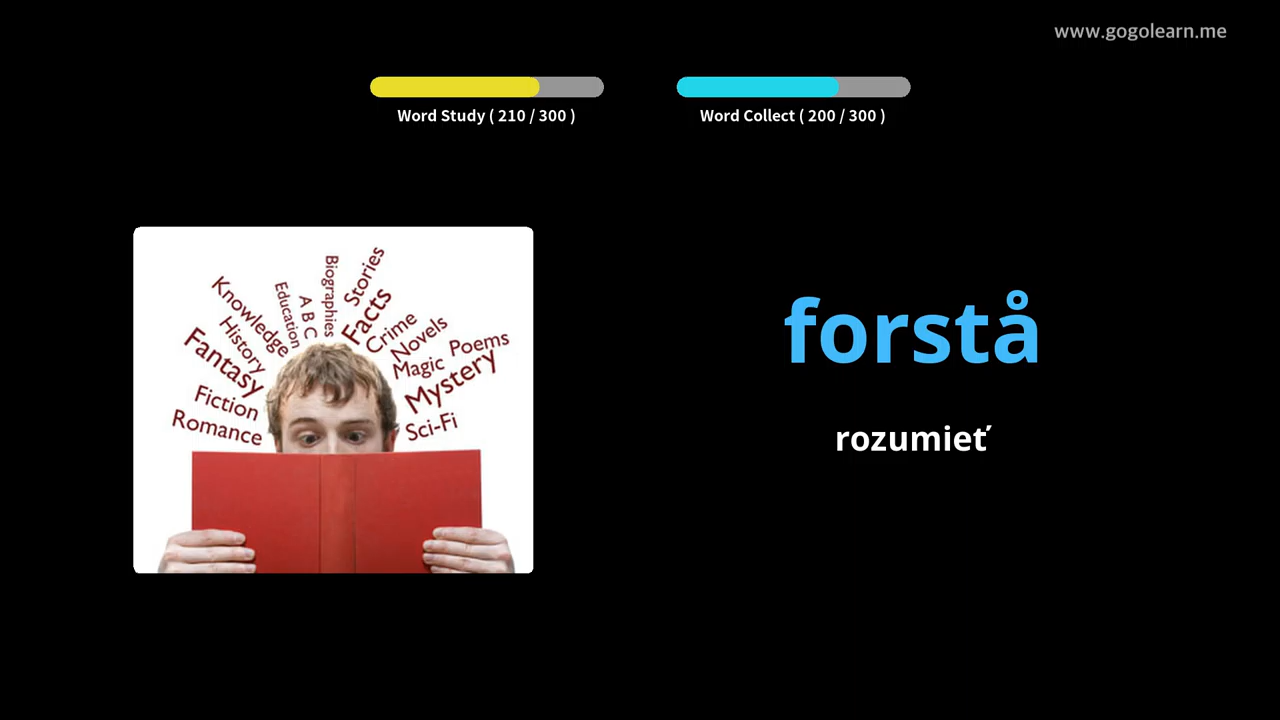 www.gogolearn.me
Word Study ( 210 / 300 )
Word Collect ( 200 / 300 )
Knowledge
History
Fantasy
Fiction
Romance
Education
A B C
Biographies
Stories
Facts
Crime
Novels
Magic
Poems
Mystery
Sci-Fi
forstå
rozumieť